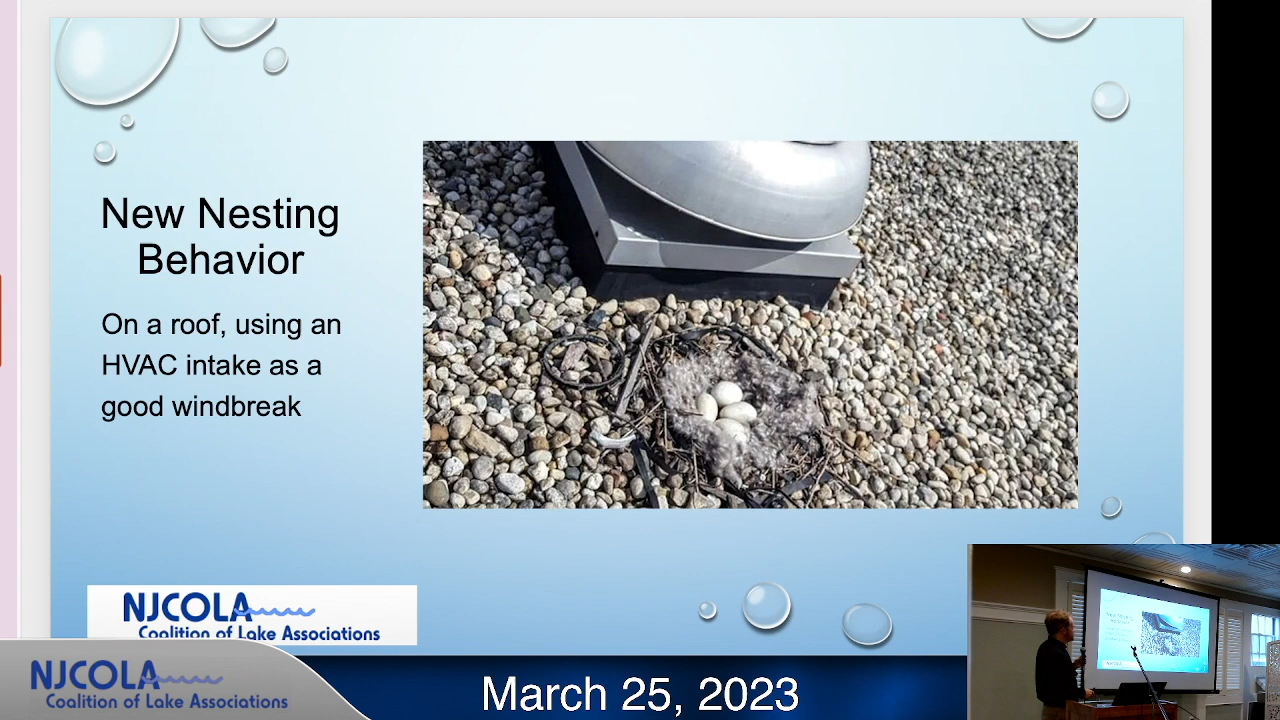 New Nesting
Behavior
On a roof, using an
HVAC intake as a
good windbreak
NJCOLA
Coalition of Lake Associations
NJCOLA
Coalition of Lake Associations
March 25, 2023